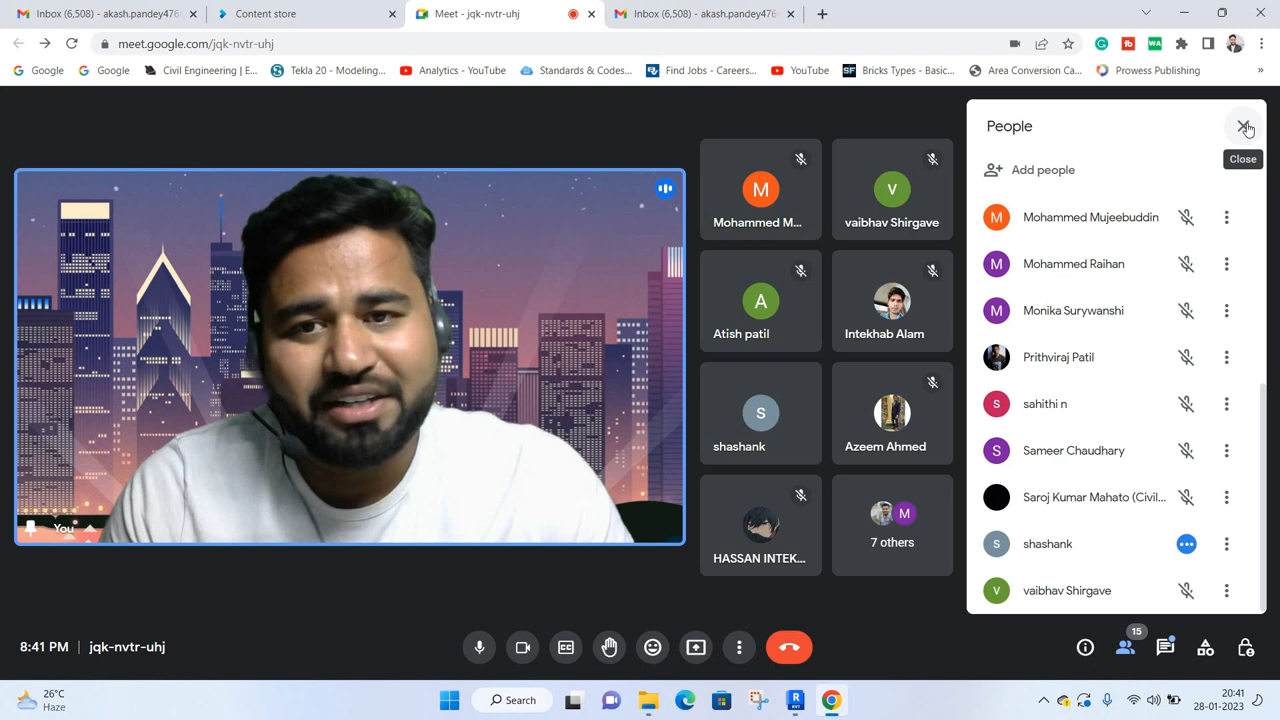 Inbox (6,508) - akash.pandey476
Content store
Meet - jqk-nvtr-uhj
Inbox (6,508) - akash.pandey476
meet.google.com/jqk-nvtr-uhj
Google
Google
Civil Engineering | E...
Tekla 20 - Modeling...
Analytics - YouTube
Standards & Codes...
Find Jobs - Careers...
YouTube
Bricks Types - Basic...
Area Conversion Ca...
Prowess Publishing
»
People
Close
Add people
M
Mohammed M...
V
vaibhav Shirgave
A
Atish patil
Intekhab Alam
s
shashank
Azeem Ahmed
HASSAN INTEK...
M
7 others
You
M
Mohammed Mujeebuddin
M
Mohammed Raihan
M
Monika Surywanshi
Prithviraj Patil
s
sahithi n
S
Sameer Chaudhary
Saroj Kumar Mahato (Civil...
s
shashank
V
vaibhav Shirgave
8:41 PM
jqk-nvtr-uhj
15
26°C
Haze
Search
20:41
28-01-2023